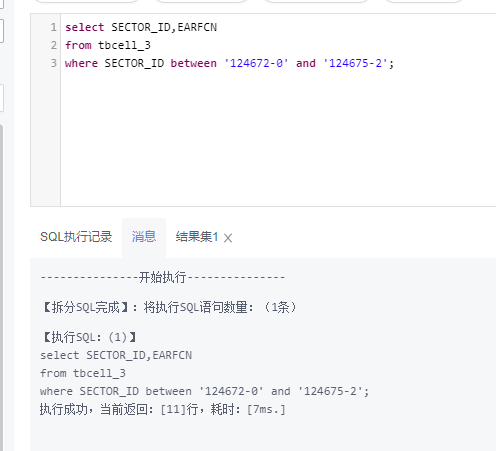 1 select SECTOR_ID,EARFCN
2 from tbcell_3
3 where SECTOR_ID between '124672-0' and '124675-2';
SQL执行记录 消息 结果集1 ×
---------------开始执行---------------
【拆分SQL完成】：将执行SQL语句数量：（1条）
【执行SQL：(1)】
select SECTOR_ID,EARFCN
from tbcell_3
where SECTOR_ID between '124672-0' and '124675-2';
执行成功，当前返回：[11]行，耗时：[7ms.]